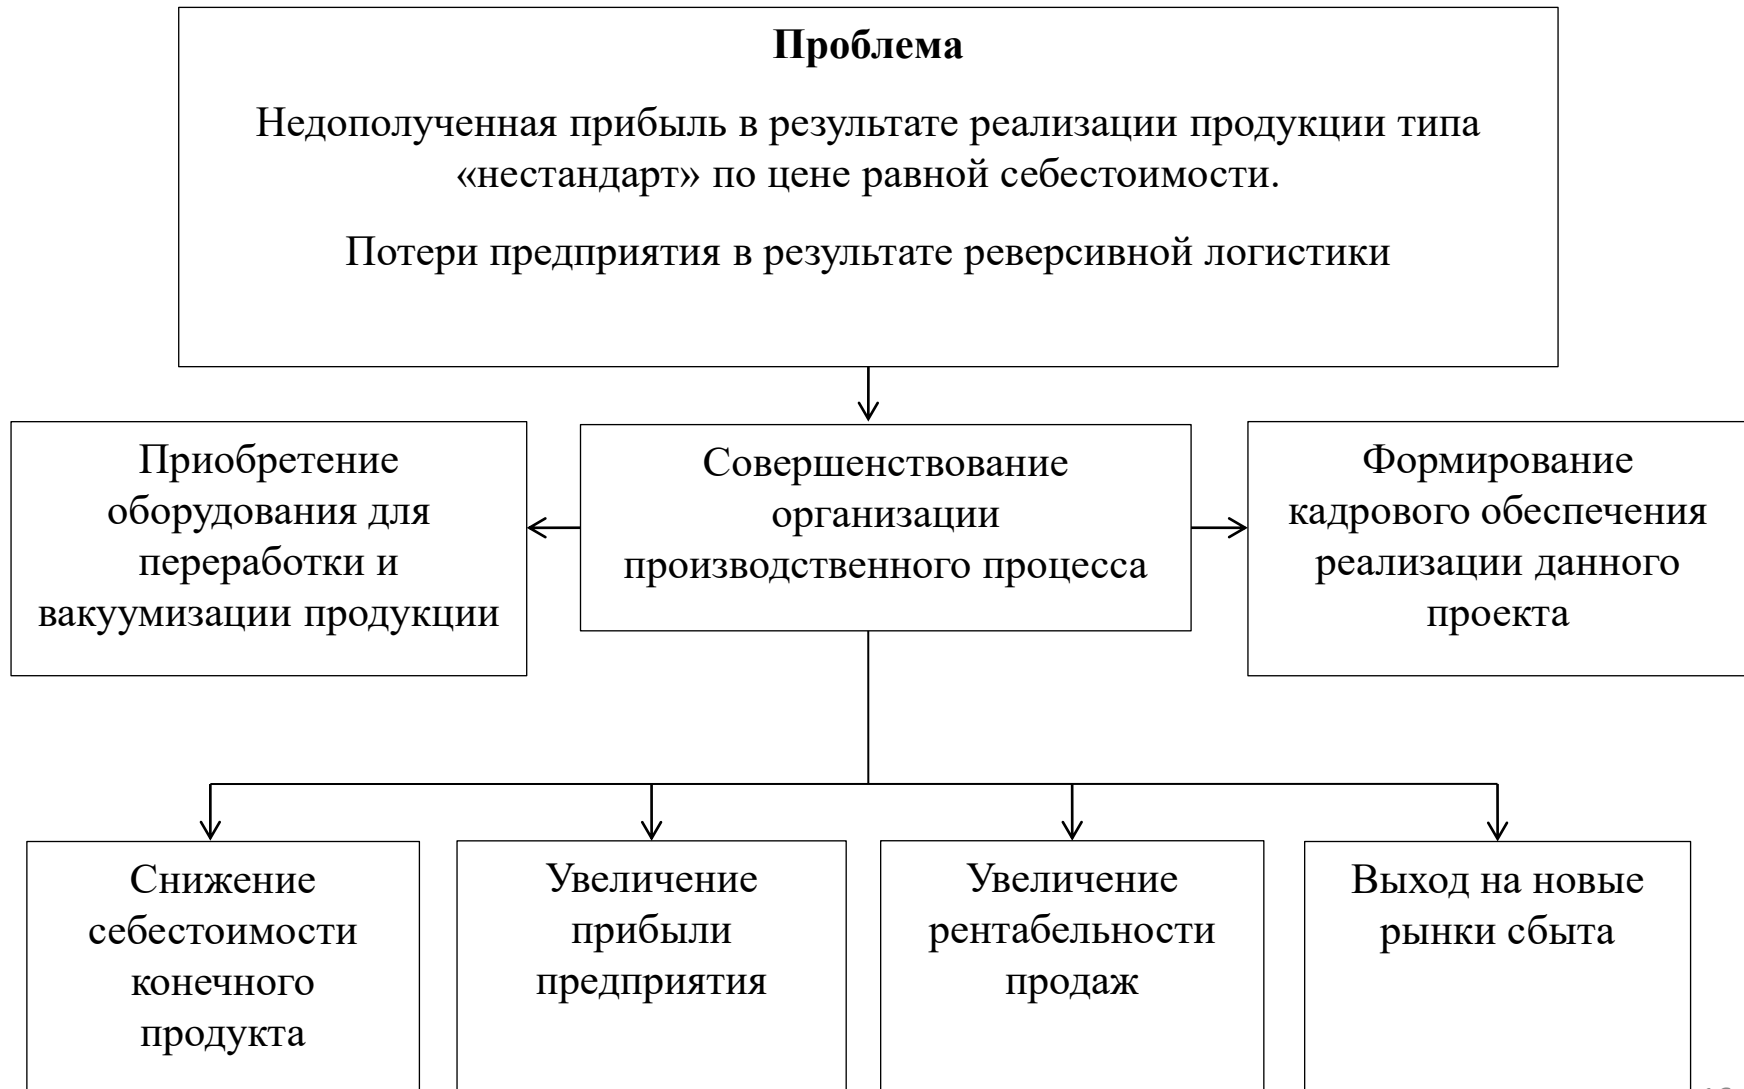 Проблема
Недополученная прибыль в результате реализации продукции типа
«нестандарт» по цене равной себестоимости.
Потери предприятия в результате реверсивной логистики
Приобретение
оборудования для
переработки и
вакуумизации продукции
Совершенствование
организации
производственного процесса
Формирование
кадрового обеспечения
реализации данного
проекта
Снижение
себестоимости
конечного
продукта
Увеличение
прибыли
предприятия
Увеличение
рентабельности
продаж
Выход на новые
рынки сбыта